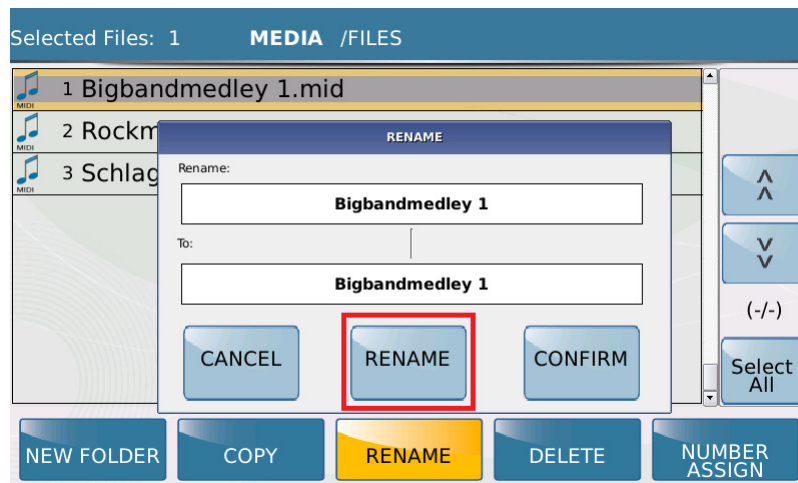 Selected Files: 1 MEDIA /FILES
MIDI 1 Bigbandmedley 1.mid
MIDI 2 Rockm
MIDI 3 Schlag
RENAME
Rename:
Bigbandmedley 1
To:
Bigbandmedley 1
CANCEL RENAME CONFIRM
(-/-)
Select
All
NEW FOLDER COPY RENAME DELETE NUMBER
ASSIGN